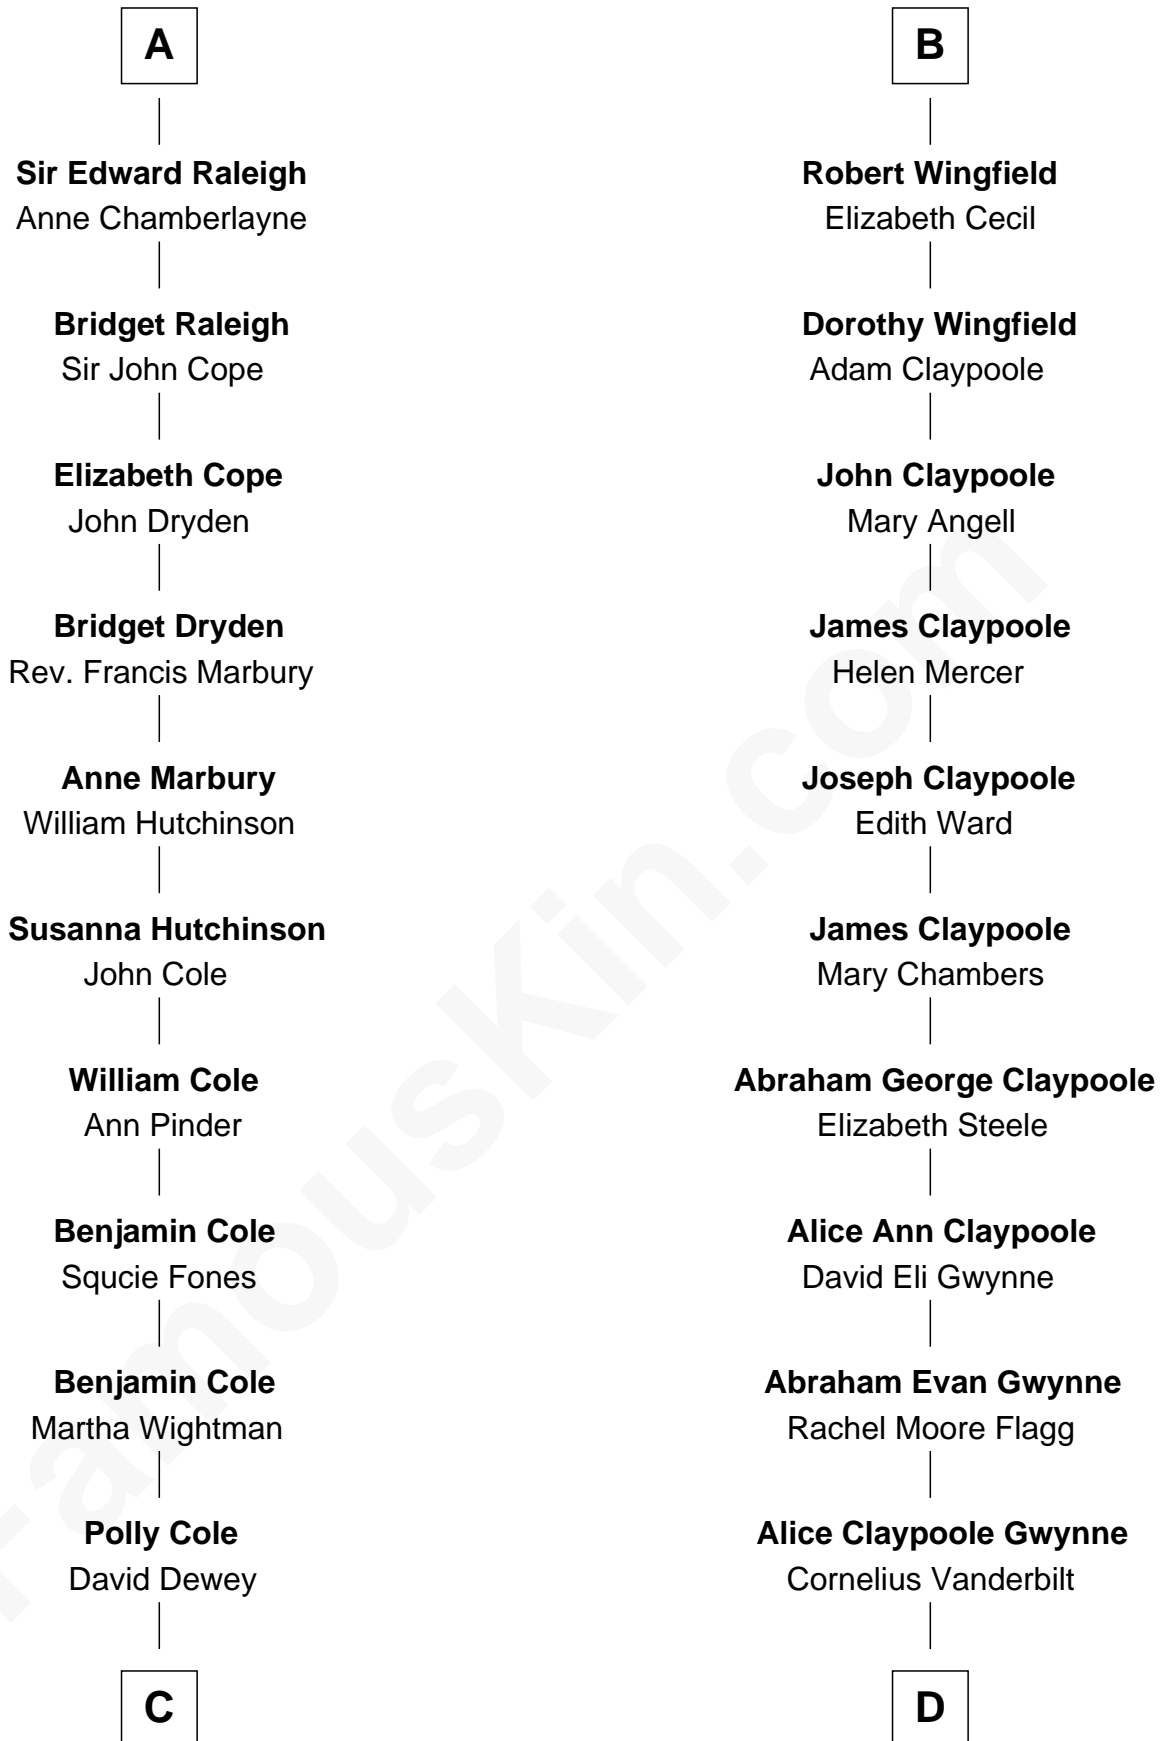 A
Sir Edward Raleigh
Anne Chamberlayne
Bridget Raleigh
Sir John Cope
Elizabeth Cope
John Dryden
Bridget Dryden
Rev. Francis Marbury
Anne Marbury
William Hutchinson
Susanna Hutchinson
John Cole
William Cole
Ann Pinder
Benjamin Cole
Squcie Fones
Benjamin Cole
Martha Wightman
Polly Cole
David Dewey
C
B
Robert Wingfield
Elizabeth Cecil
Dorothy Wingfield
Adam Claypoole
John Claypoole
Mary Angell
James Claypoole
Helen Mercer
Joseph Claypoole
Edith Ward
James Claypoole
Mary Chambers
Abraham George Claypoole
Elizabeth Steele
Alice Ann Claypoole
David Eli Gwynne
Abraham Evan Gwynne
Rachel Moore Flagg
Alice Claypoole Gwynne
Cornelius Vanderbilt
D
FamousKin.com